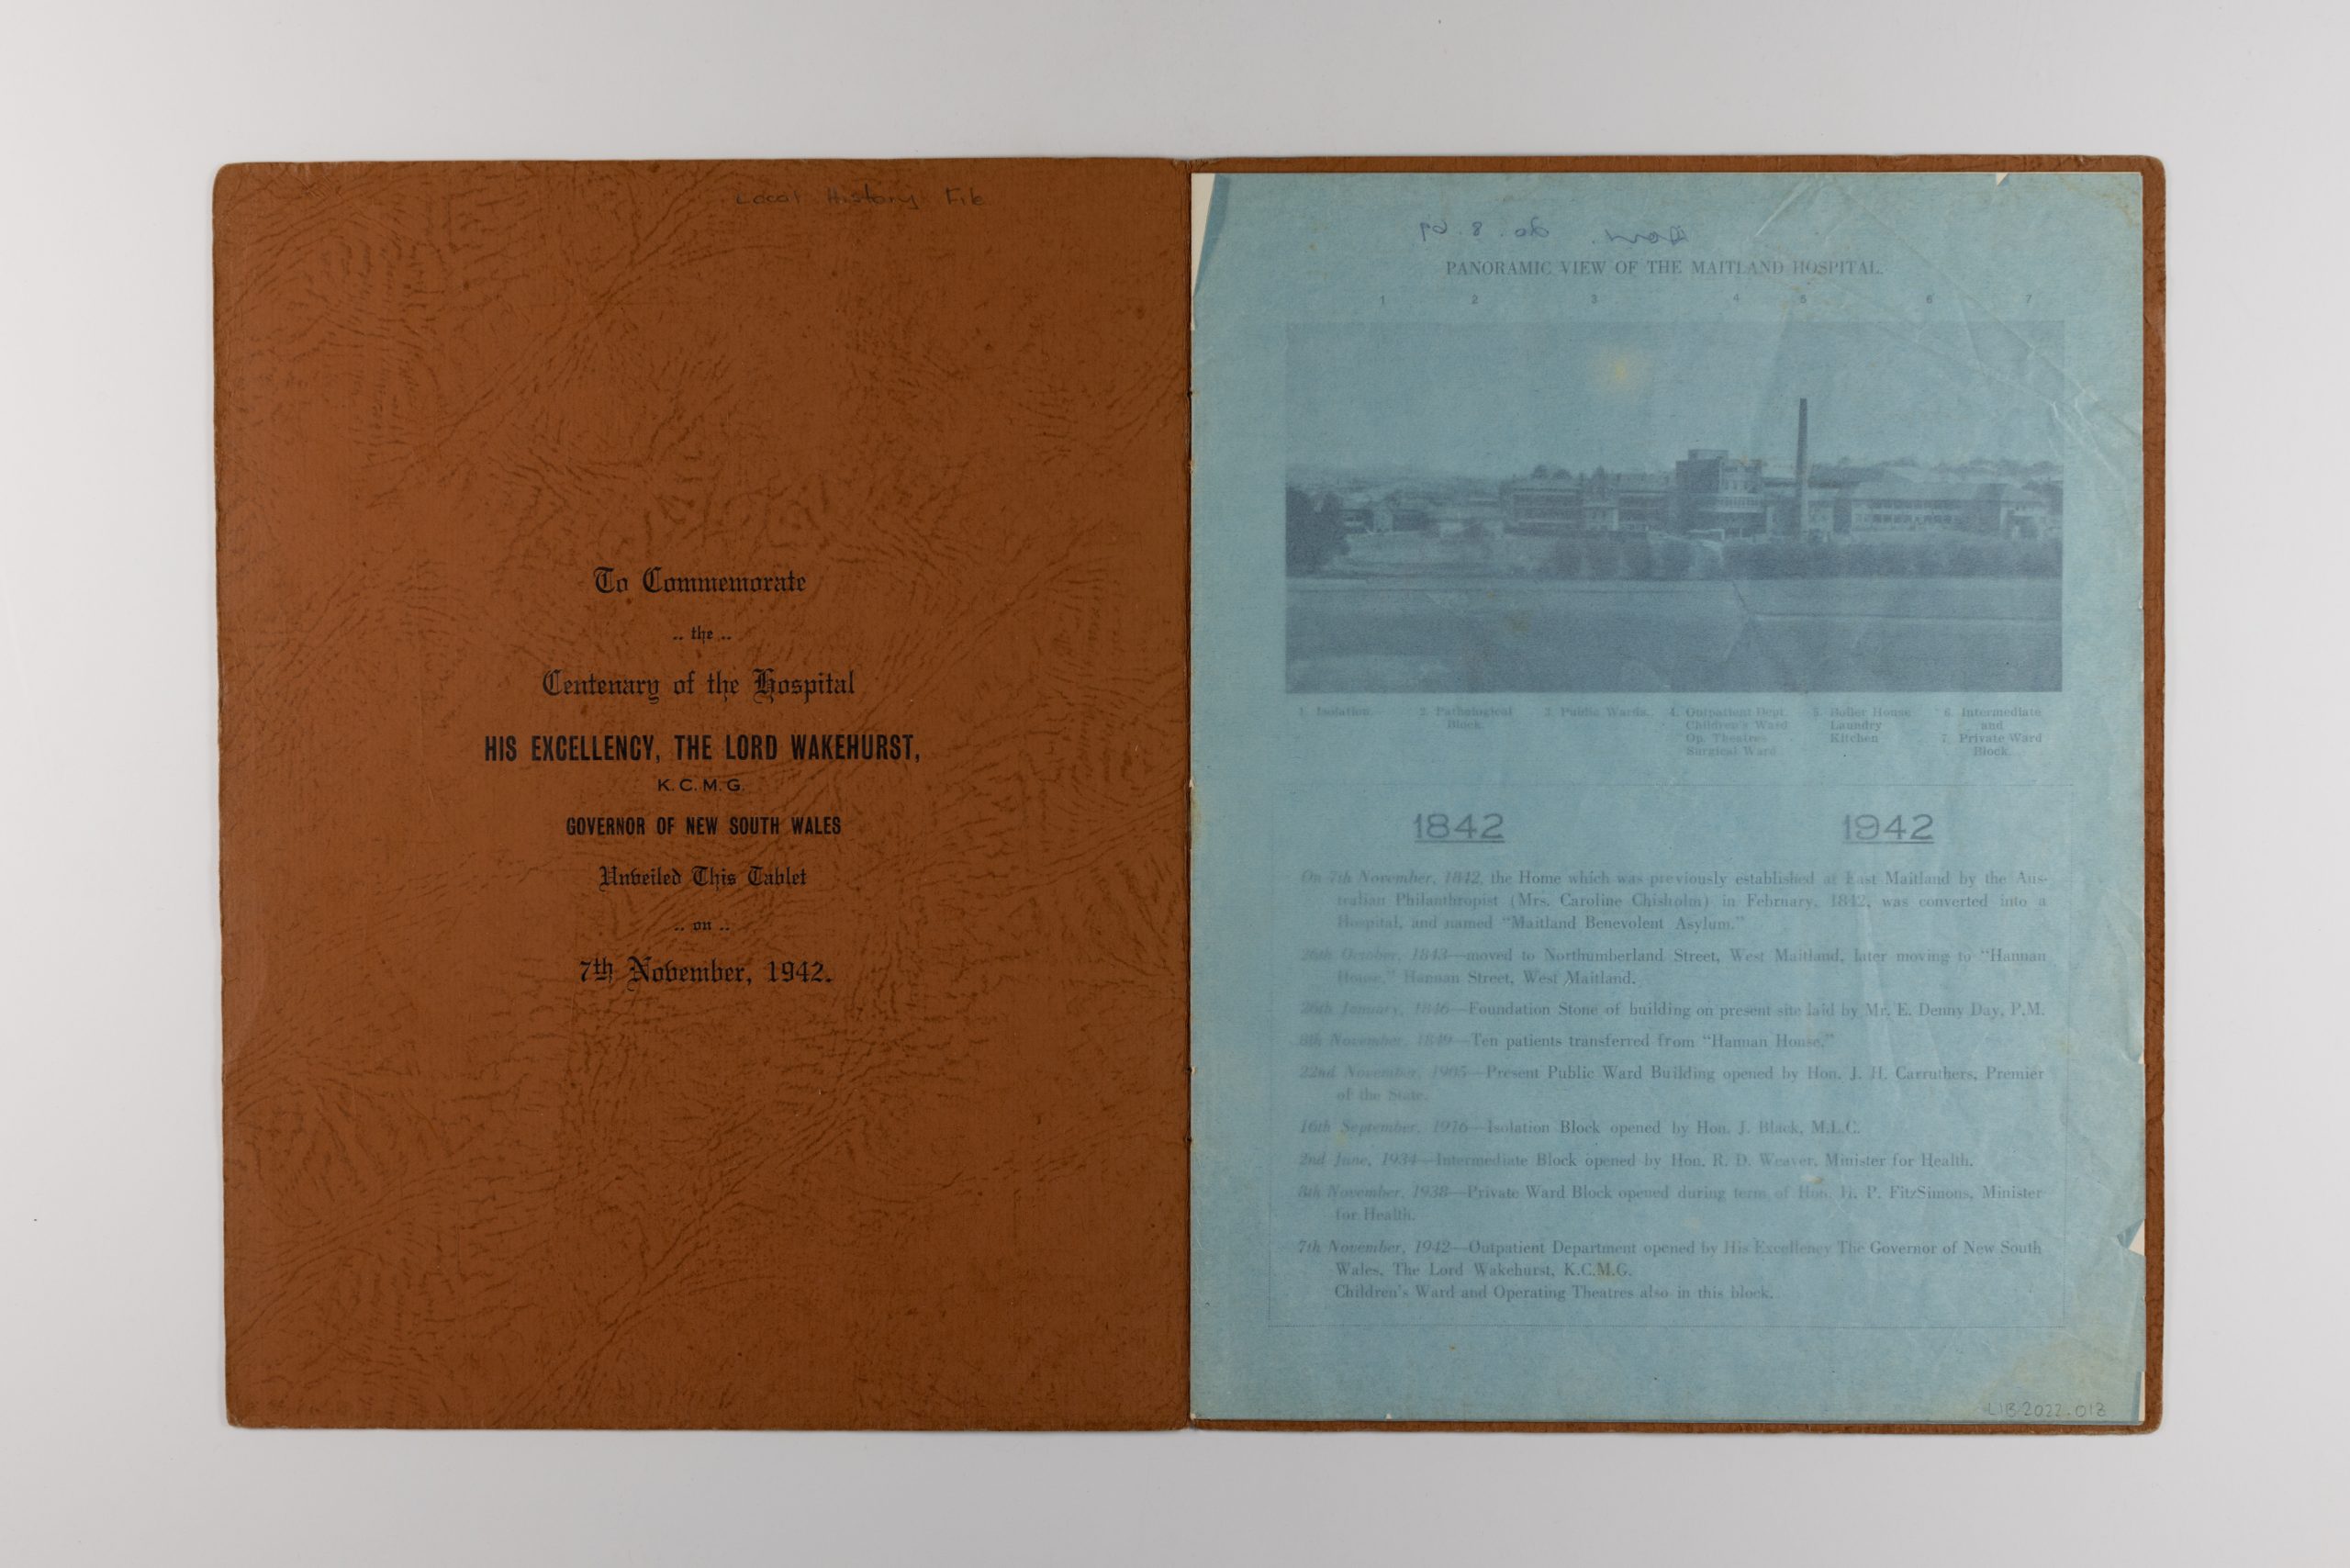 Local History File
To Commemorate
.. the ..
Centenary of the Hospital
HIS EXCELLENCY, THE LORD WAKEHURST,
K.C.M.G.
GOVERNOR OF NEW SOUTH WALES
Unveiled This Tablet
.. on ..
7th November, 1942.
PANORAMIC VIEW OF THE MAITLAND HOSPITAL.
1 2 3 4 5 6 7
1. Isolation. 2. Pathological 3. Public Wards. 4. Outpatient Dept. 5. Boiler House 6. Intermediate
Block. Children's Ward Laundry and
Op. Theatres Kitchen 7. Private Ward
Surgical Ward Block.
1842 1942
On 7th November, 1842, the Home which was previously established at East Maitland by the Aus-
tralian Philanthropist (Mrs. Caroline Chisholm) in February, 1842, was converted into a
Hospital, and named "Maitland Benevolent Asylum."
26th October, 1843—moved to Northumberland Street, West Maitland, later moving to "Hannan
House," Hannan Street, West Maitland.
26th January, 1846—Foundation Stone of building on present site laid by Mr. E. Denny Day, P.M.
8th November, 1849—Ten patients transferred from "Hannan House."
22nd November, 1905—Present Public Ward Building opened by Hon. J. H. Carruthers, Premier
of the State.
16th September, 1916—Isolation Block opened by Hon. J. Black, M.L.C.
2nd June, 1934—Intermediate Block opened by Hon. R. D. Weaver, Minister for Health.
8th November, 1938—Private Ward Block opened during term of Hon. H. P. FitzSimons, Minister
for Health.
7th November, 1942—Outpatient Department opened by His Excellency The Governor of New South
Wales, The Lord Wakehurst, K.C.M.G.
Children's Ward and Operating Theatres also in this block.
LIB 2022.013